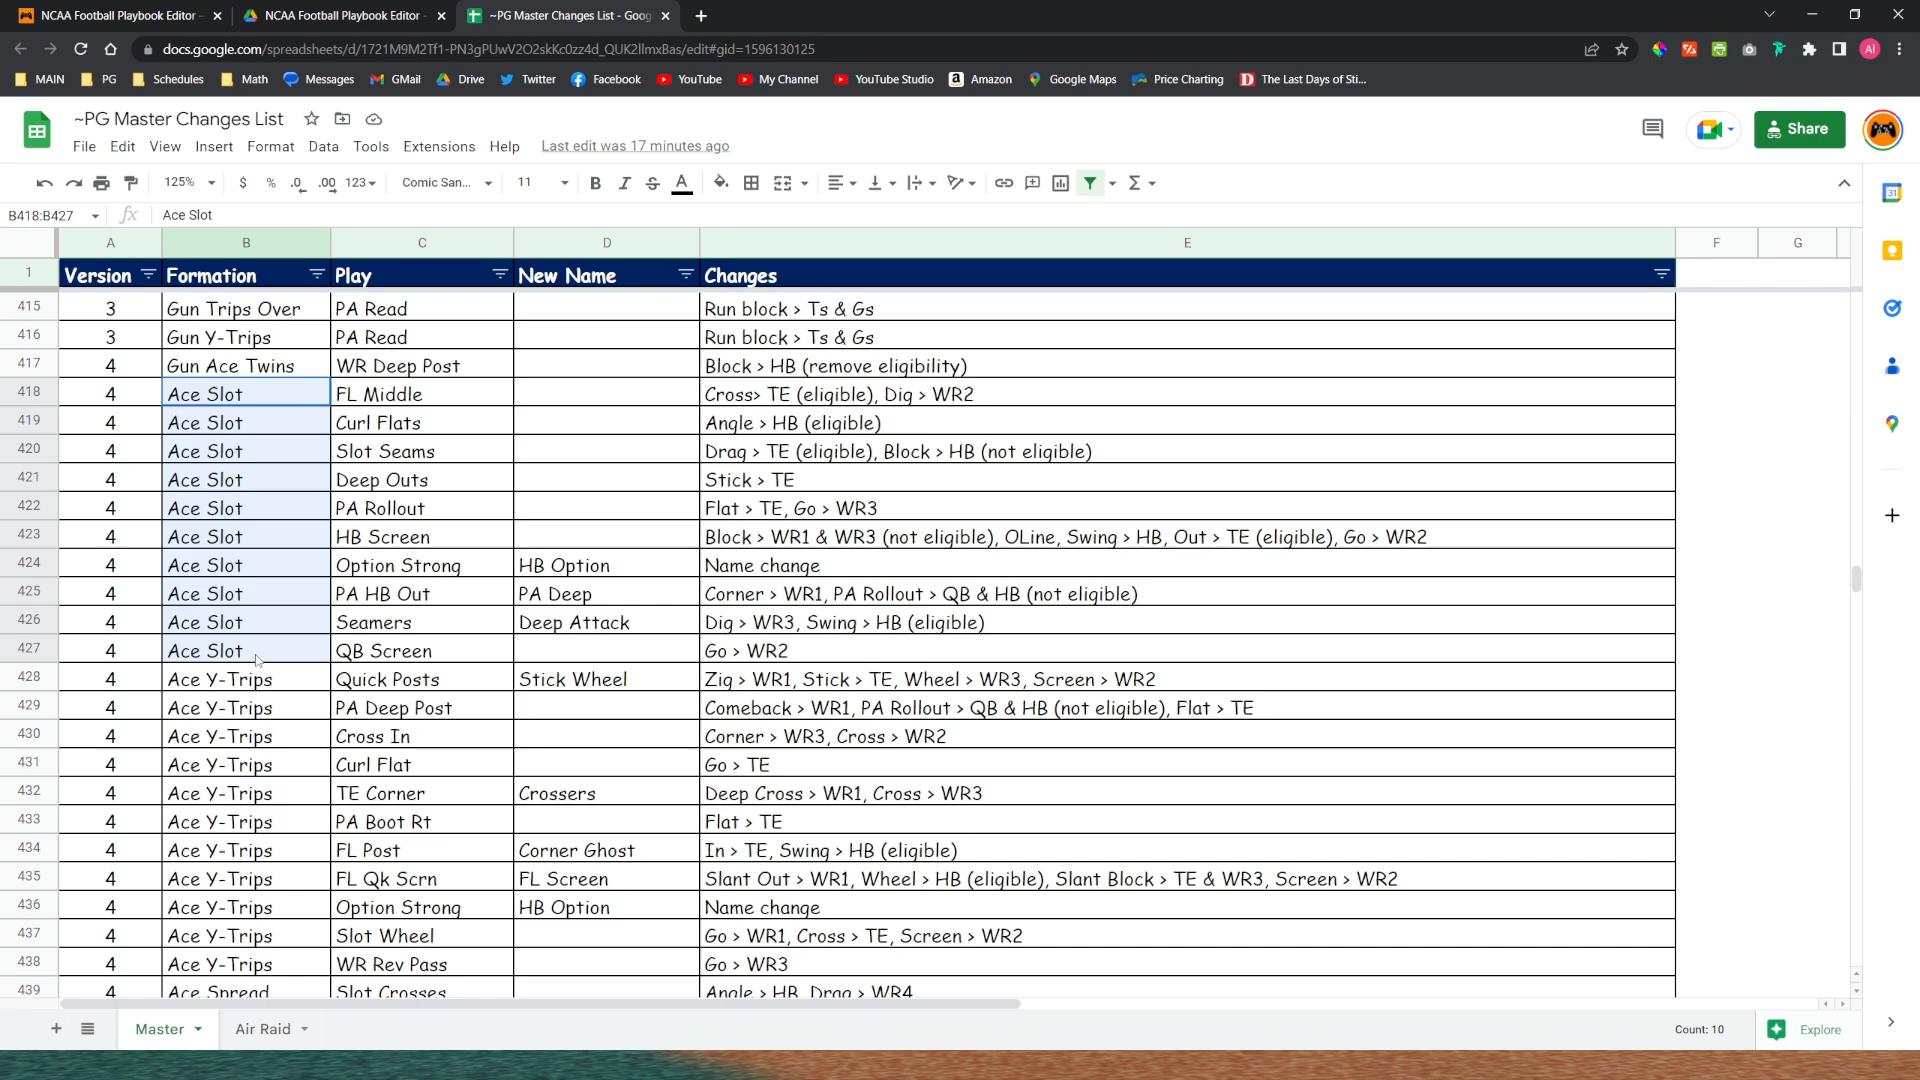 NCAA Football Playbook Editor -
NCAA Football Playbook Editor -
~PG Master Changes List - Goog
docs.google.com/spreadsheets/d/1721M9M2Tf1-PN3gPUwV2O2skKc0zz4d_QUK2llmxBas/edit#gid=1596130125
MAIN PG Schedules Math Messages GMail Drive Twitter Facebook YouTube My Channel YouTube Studio Amazon Google Maps Price Charting The Last Days of Sti...
~PG Master Changes List
File Edit View Insert Format Data Tools Extensions Help Last edit was 17 minutes ago
Share
125% $ % .0 .00 123 Comic San... 11
B418:B427 fx Ace Slot
A B C D E F G
1 Version Formation Play New Name Changes
415 3 Gun Trips Over PA Read Run block > Ts & Gs
416 3 Gun Y-Trips PA Read Run block > Ts & Gs
417 4 Gun Ace Twins WR Deep Post Block > HB (remove eligibility)
418 4 Ace Slot FL Middle Cross> TE (eligible), Dig > WR2
419 4 Ace Slot Curl Flats Angle > HB (eligible)
420 4 Ace Slot Slot Seams Drag > TE (eligible), Block > HB (not eligible)
421 4 Ace Slot Deep Outs Stick > TE
422 4 Ace Slot PA Rollout Flat > TE, Go > WR3
423 4 Ace Slot HB Screen Block > WR1 & WR3 (not eligible), OLine, Swing > HB, Out > TE (eligible), Go > WR2
424 4 Ace Slot Option Strong HB Option Name change
425 4 Ace Slot PA HB Out PA Deep Corner > WR1, PA Rollout > QB & HB (not eligible)
426 4 Ace Slot Seamers Deep Attack Dig > WR3, Swing > HB (eligible)
427 4 Ace Slot QB Screen Go > WR2
428 4 Ace Y-Trips Quick Posts Stick Wheel Zig > WR1, Stick > TE, Wheel > WR3, Screen > WR2
429 4 Ace Y-Trips PA Deep Post Comeback > WR1, PA Rollout > QB & HB (not eligible), Flat > TE
430 4 Ace Y-Trips Cross In Corner > WR3, Cross > WR2
431 4 Ace Y-Trips Curl Flat Go > TE
432 4 Ace Y-Trips TE Corner Crossers Deep Cross > WR1, Cross > WR3
433 4 Ace Y-Trips PA Boot Rt Flat > TE
434 4 Ace Y-Trips FL Post Corner Ghost In > TE, Swing > HB (eligible)
435 4 Ace Y-Trips FL Qk Scrn FL Screen Slant Out > WR1, Wheel > HB (eligible), Slant Block > TE & WR3, Screen > WR2
436 4 Ace Y-Trips Option Strong HB Option Name change
437 4 Ace Y-Trips Slot Wheel Go > WR1, Cross > TE, Screen > WR2
438 4 Ace Y-Trips WR Rev Pass Go > WR3
439 4 Ace Spread Slot Crosses Angle > HB, Drag > WR4
Master Air Raid Count: 10 Explore